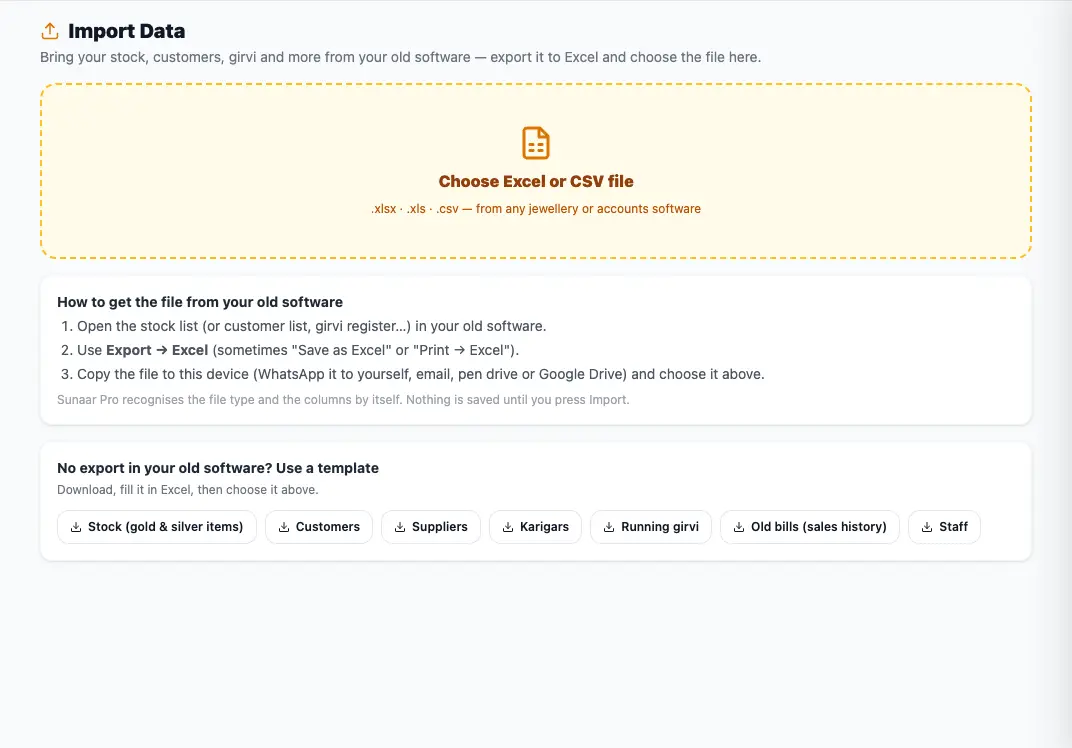 Import Data
Bring your stock, customers, girvi and more from your old software — export it to Excel and choose the file here.
Choose Excel or CSV file
.xlsx · .xls · .csv — from any jewellery or accounts software
How to get the file from your old software
1. Open the stock list (or customer list, girvi register...) in your old software.
2. Use Export → Excel (sometimes "Save as Excel" or "Print → Excel").
3. Copy the file to this device (WhatsApp it to yourself, email, pen drive or Google Drive) and choose it above.
Sunaar Pro recognises the file type and the columns by itself. Nothing is saved until you press Import.
No export in your old software? Use a template
Download, fill it in Excel, then choose it above.
Stock (gold & silver items) Customers Suppliers Karigars Running girvi Old bills (sales history) Staff